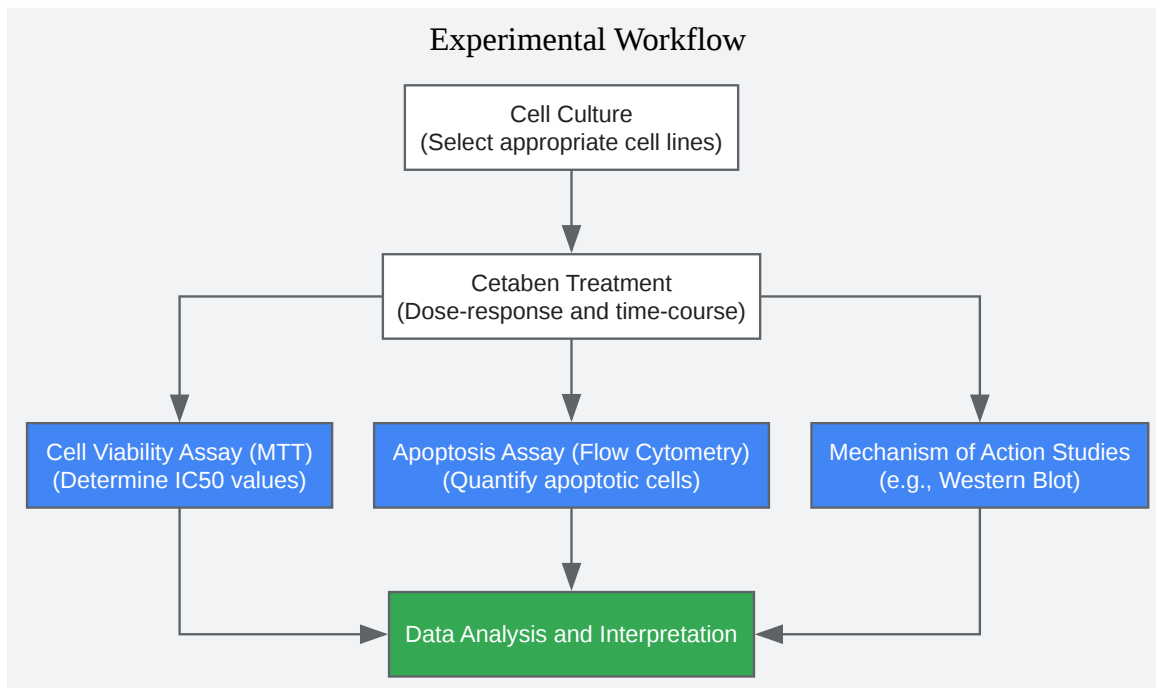 Experimental Workflow
Cell Culture
(Select appropriate cell lines)
Cetaben Treatment
(Dose-response and time-course)
Cell Viability Assay (MTT)
(Determine IC50 values)
Apoptosis Assay (Flow Cytometry)
(Quantify apoptotic cells)
Mechanism of Action Studies
(e.g., Western Blot)
Data Analysis and Interpretation